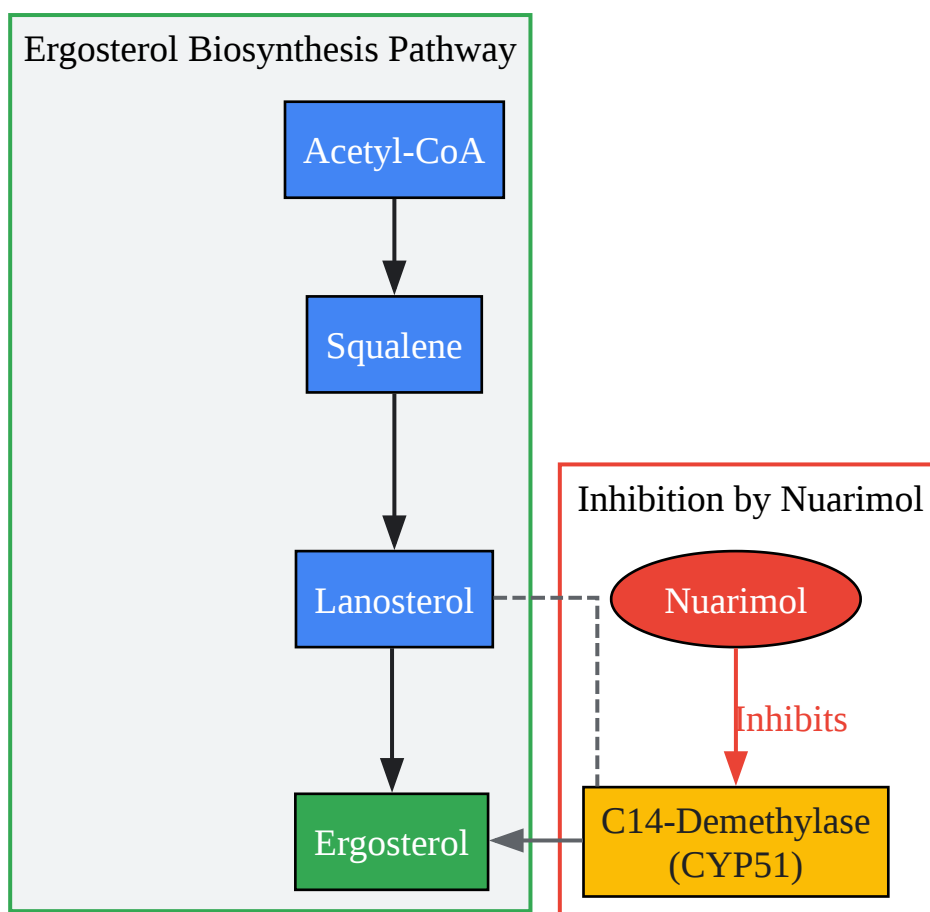 Ergosterol Biosynthesis Pathway
Acetyl-CoA
Squalene
Lanosterol
Ergosterol
Inhibition by Nuarimol
Nuarimol
Inhibits
C14-Demethylase
(CYP51)